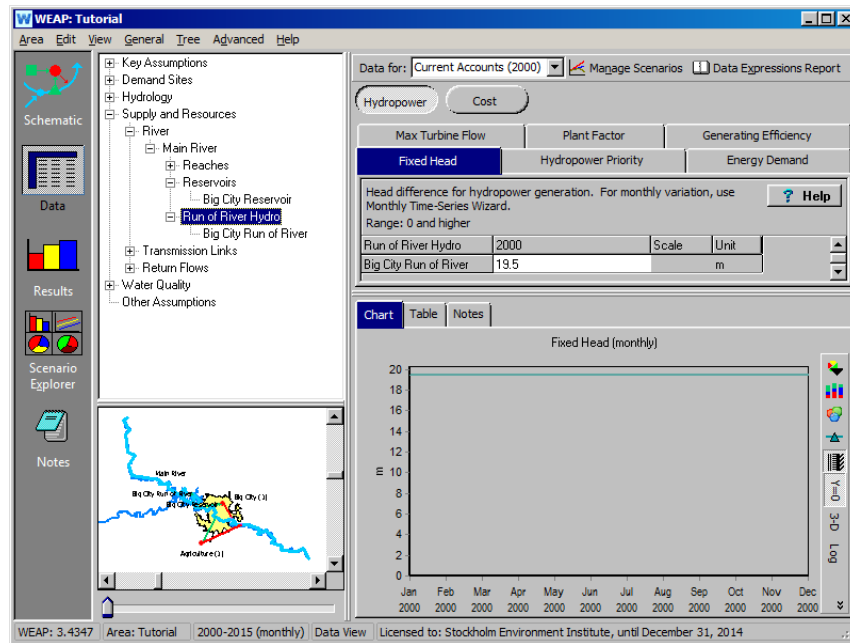 WEAP: Tutorial
Area Edit View General Tree Advanced Help
Schematic
Data
Results
Scenario
Explorer
Notes
Key Assumptions
Demand Sites
Hydrology
Supply and Resources
River
Main River
Reaches
Reservoirs
Big City Reservoir
Run of River Hydro
Big City Run of River
Transmission Links
Return Flows
Water Quality
Other Assumptions
Main River
Big City Run of River
Big City (1)
Big City Reservoir
Agriculture (1)
Data for: Current Accounts (2000) Manage Scenarios Data Expressions Report
Hydropower Cost
Max Turbine Flow Plant Factor Generating Efficiency
Fixed Head Hydropower Priority Energy Demand
Head difference for hydropower generation. For monthly variation, use
Monthly Time-Series Wizard.
Range: 0 and higher
? Help
Run of River Hydro 2000 Scale Unit
Big City Run of River 19.5 m
Chart Table Notes
Fixed Head (monthly)
20
18
16
14
12
10
8
6
4
2
0
m
Jan Feb Mar Apr May Jun Jul Aug Sep Oct Nov Dec
2000 2000 2000 2000 2000 2000 2000 2000 2000 2000 2000 2000
Y=0
3-D
Log
WEAP: 3.4347 Area: Tutorial 2000-2015 (monthly) Data View Licensed to: Stockholm Environment Institute, until December 31, 2014